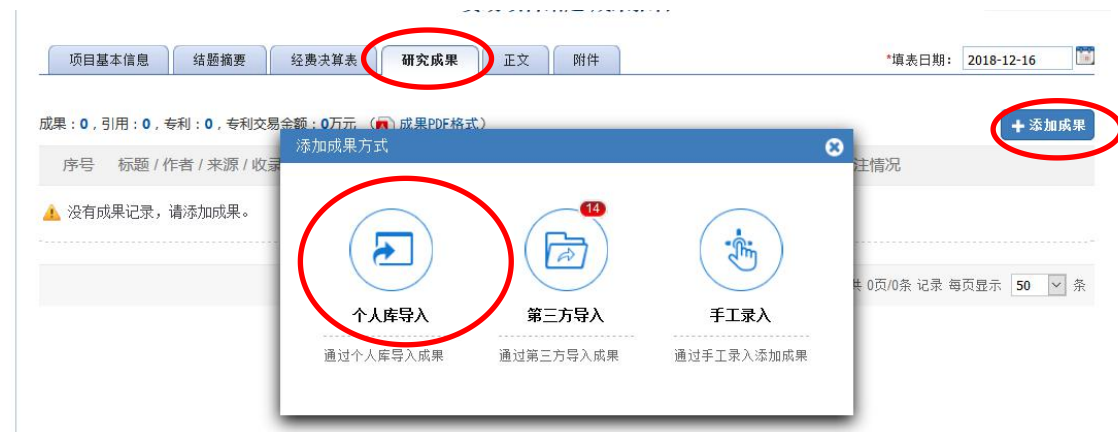 项目基本信息 结题摘要 经费决算表 研究成果 正文 附件 *填表日期： 2018-12-16
成果：0，引用：0，专利：0，专利交易金额：0万元 （成果PDF格式）
+ 添加成果
添加成果方式
序号 标题 / 作者 / 来源 / 收录
注情况
没有成果记录，请添加成果。
14
个人库导入 第三方导入 手工录入
通过个人库导入成果 通过第三方导入成果 通过手工录入添加成果
0页/0条 记录 每页显示 50 条